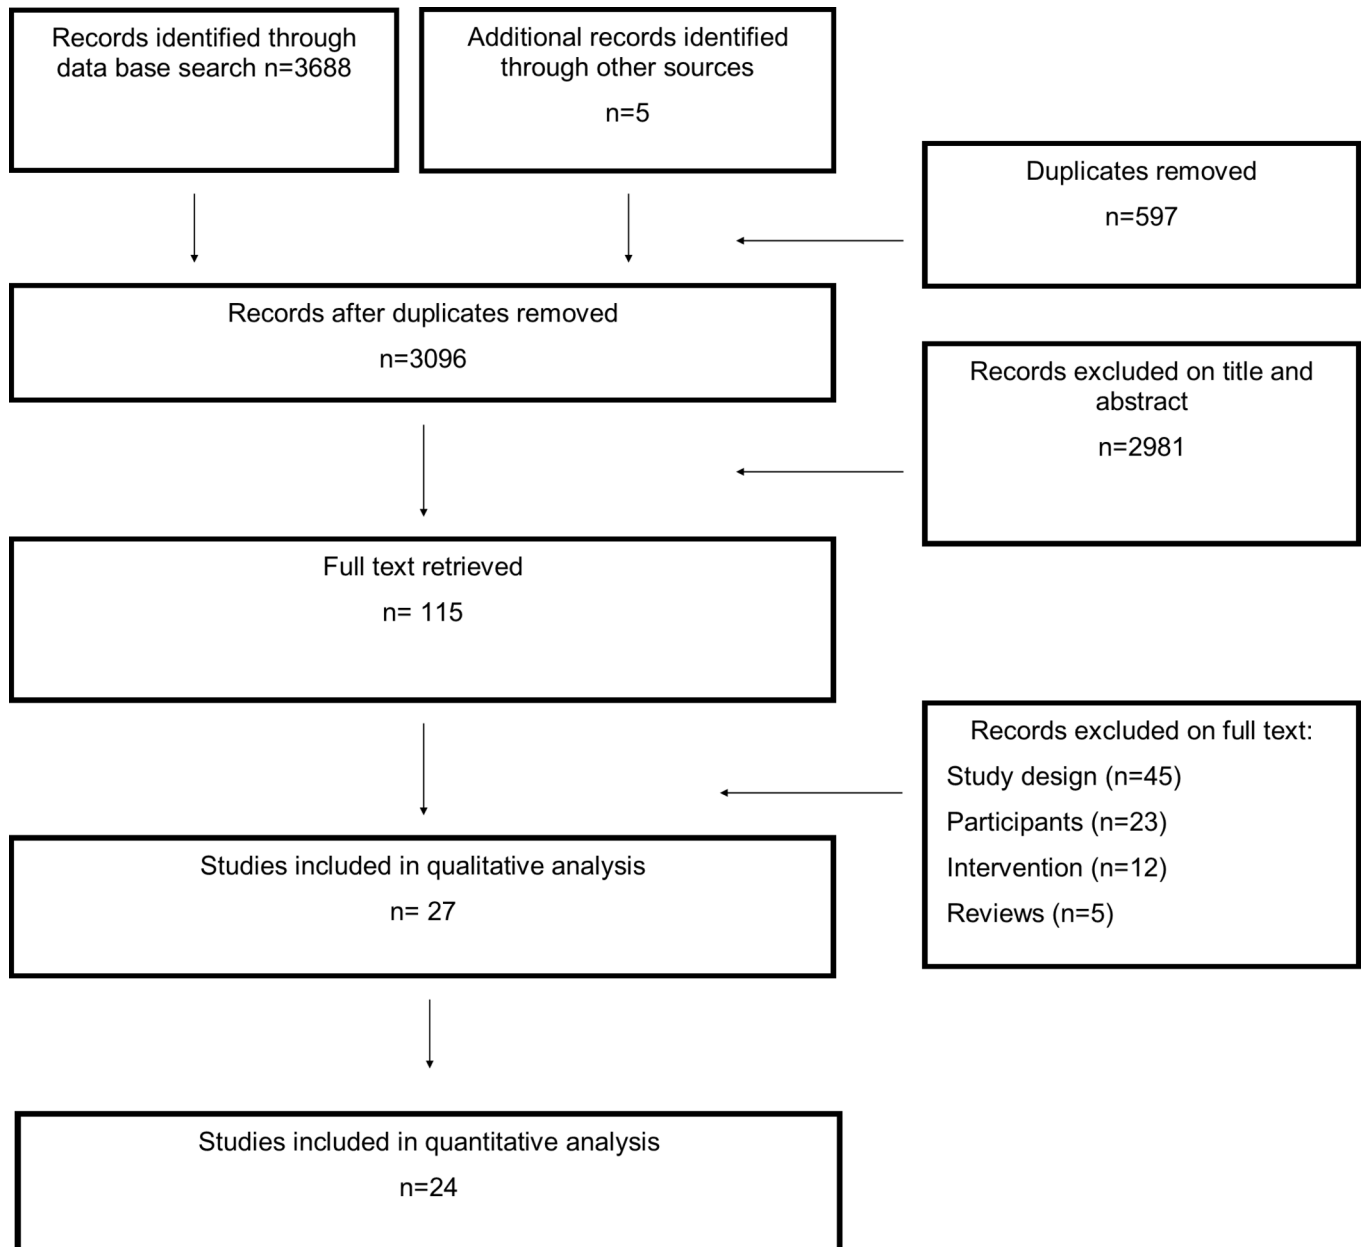 Records identified through
data base search n=3688
Additional records identified
through other sources
n=5
Duplicates removed
n=597
Records after duplicates removed
n=3096
Records excluded on title and
abstract
n=2981
Full text retrieved
n= 115
Records excluded on full text:
Study design (n=45)
Participants (n=23)
Intervention (n=12)
Reviews (n=5)
Studies included in qualitative analysis
n= 27
Studies included in quantitative analysis
n=24